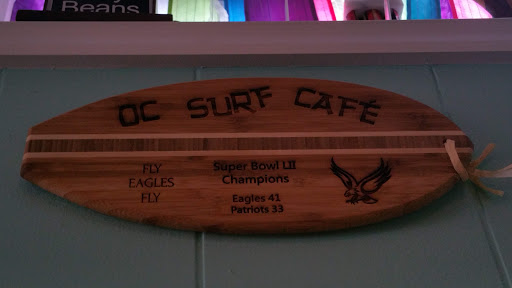 Beans
OC SURF CAFÉ
FLY
EAGLES
FLY
Super Bowl LII
Champions
Eagles 41
Patriots 33